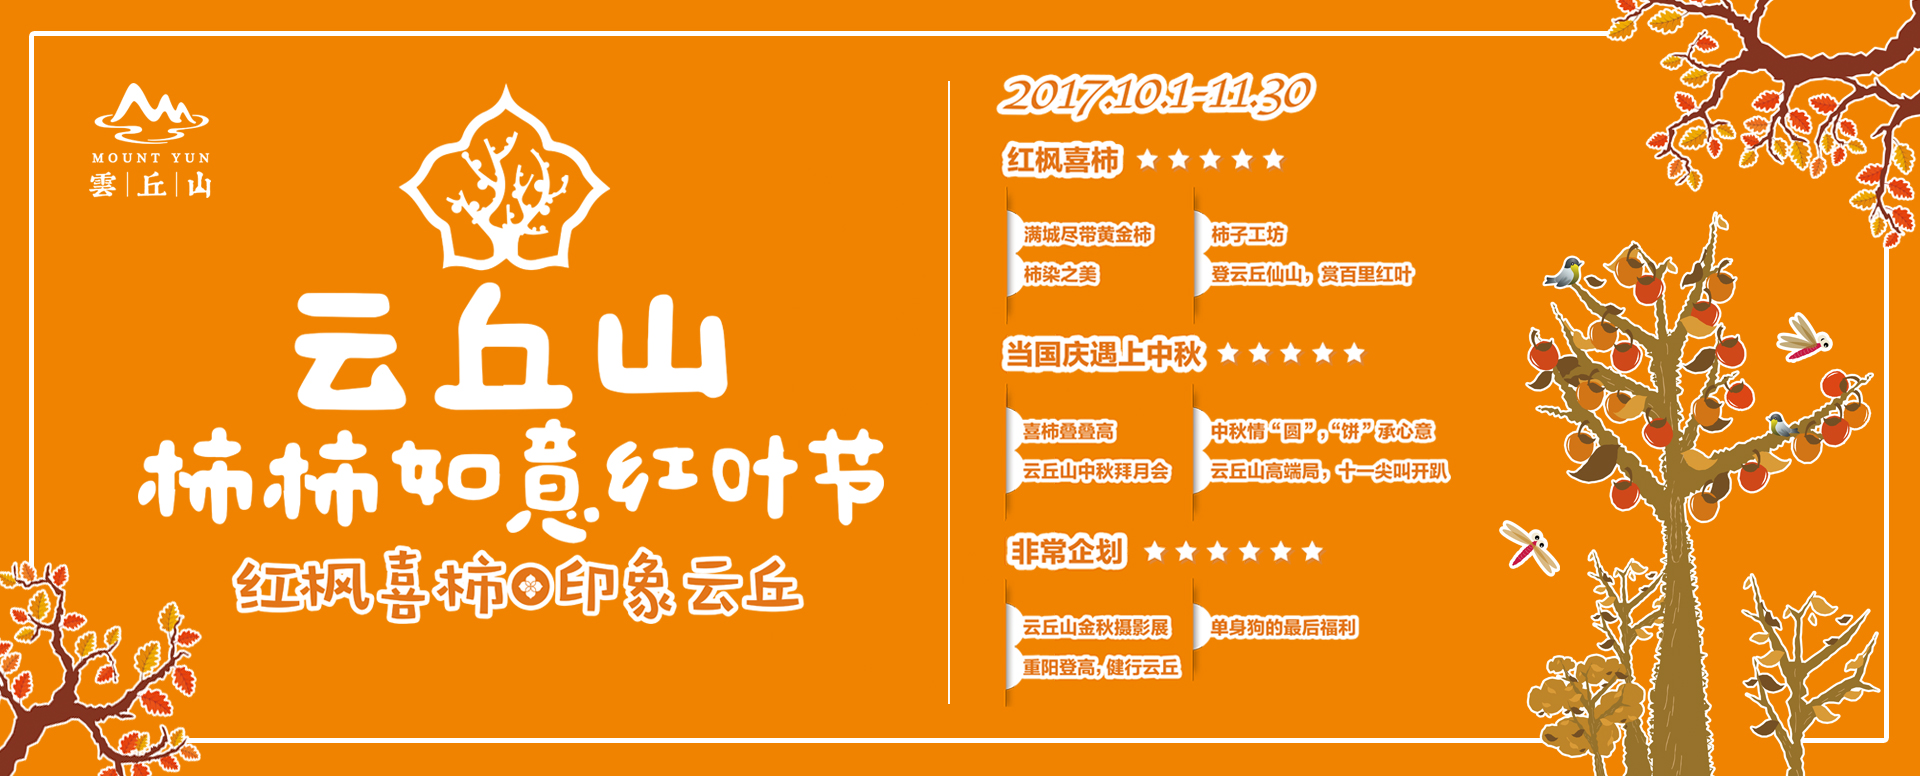 MOUNT YUN
雲丘山
云丘山
柿柿如意红叶节
红枫喜柿印象云丘
2017.10.1-11.30
红枫喜柿
满城尽带黄金柿
柿子工坊
柿染之美
登云丘仙山，赏百里红叶
当国庆遇上中秋
喜柿叠叠高
中秋情“圆”，“饼”承心意
云丘山中秋拜月会
云丘山高端局，十一尖叫开趴
非常企划
云丘山金秋摄影展
单身狗的最后福利
重阳登高，健行云丘